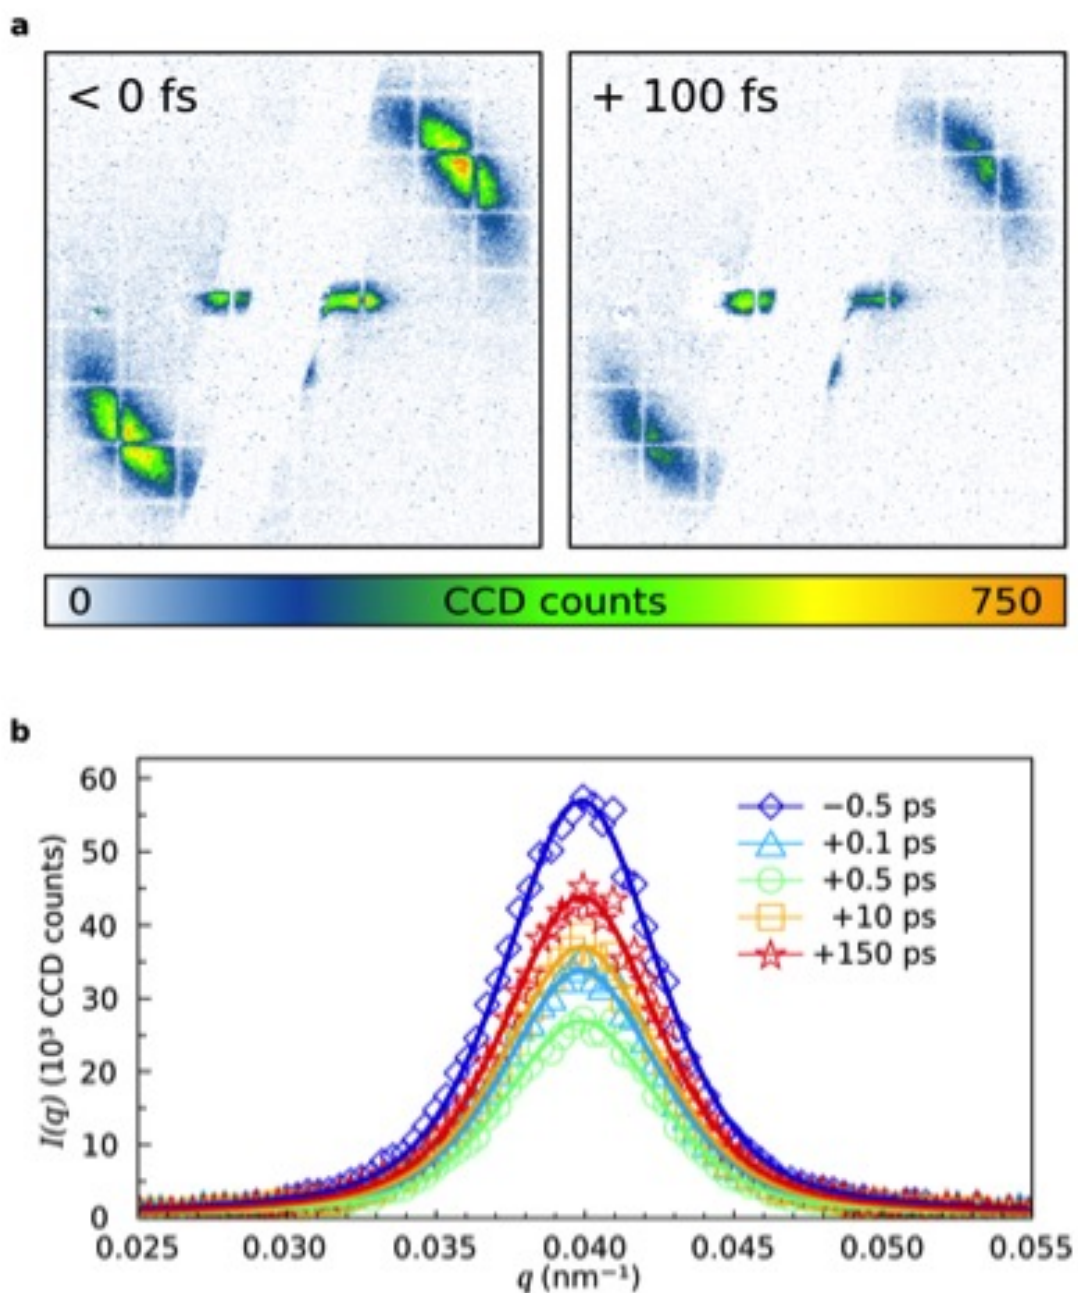 a
< 0 fs
+ 100 fs
0 CCD counts 750
b
I(q) (10³ CCD counts)
60
50
40
30
20
10
0
−0.5 ps
+0.1 ps
+0.5 ps
+10 ps
+150 ps
0.025 0.030 0.035 0.040 0.045 0.050 0.055
q (nm⁻¹)